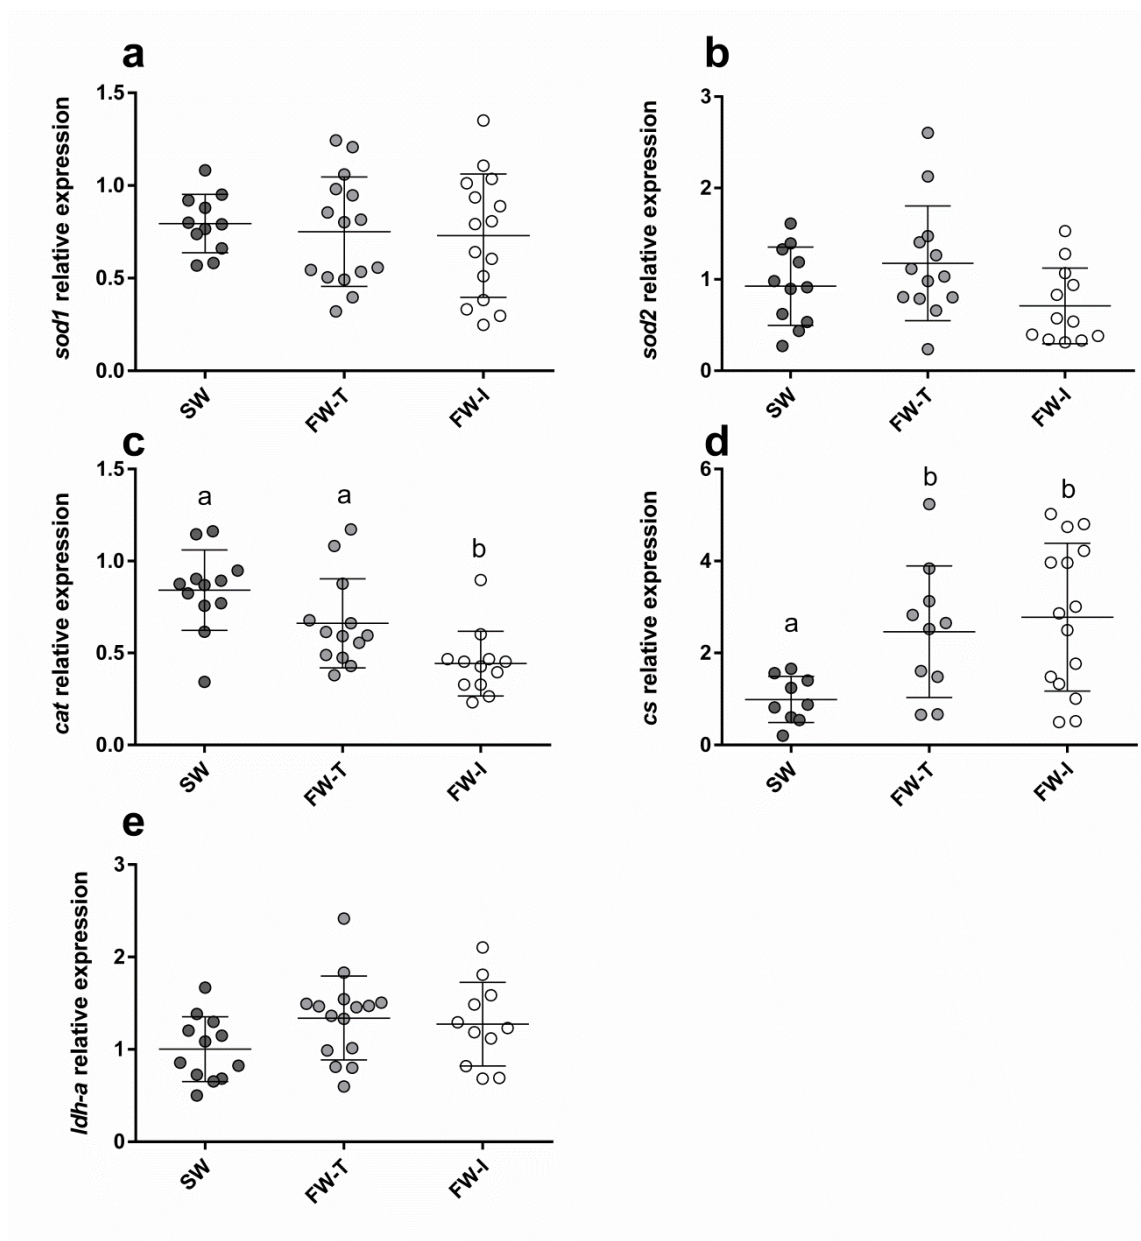 a
sod1 relative expression
1.5
1.0
0.5
0.0
SW
FW-T
FW-I
b
sod2 relative expression
3
2
1
0
SW
FW-T
FW-I
c
cat relative expression
1.5
1.0
0.5
0.0
a
a
b
SW
FW-T
FW-I
d
cs relative expression
6
4
2
0
a
b
b
SW
FW-T
FW-I
e
ldh-a relative expression
3
2
1
0
SW
FW-T
FW-I